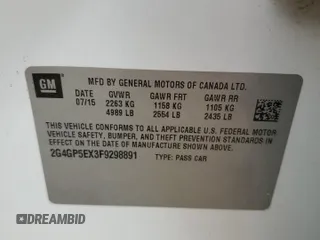 GM
MFD BY GENERAL MOTORS OF CANADA LTD.
DATE GVWR GAWR FRT GAWR RR
07/15 2263 KG 1158 KG 1105 KG
4989 LB 2554 LB 2435 LB
THIS VEHICLE CONFORMS TO ALL APPLICABLE U.S. FEDERAL MOTOR
VEHICLE SAFETY, BUMPER, AND THEFT PREVENTION STANDARDS IN
EFFECT ON THE DATE OF MANUFACTURE SHOWN ABOVE.
2G4GP5EX3F9298891 TYPE: PASS CAR
DREAMBID